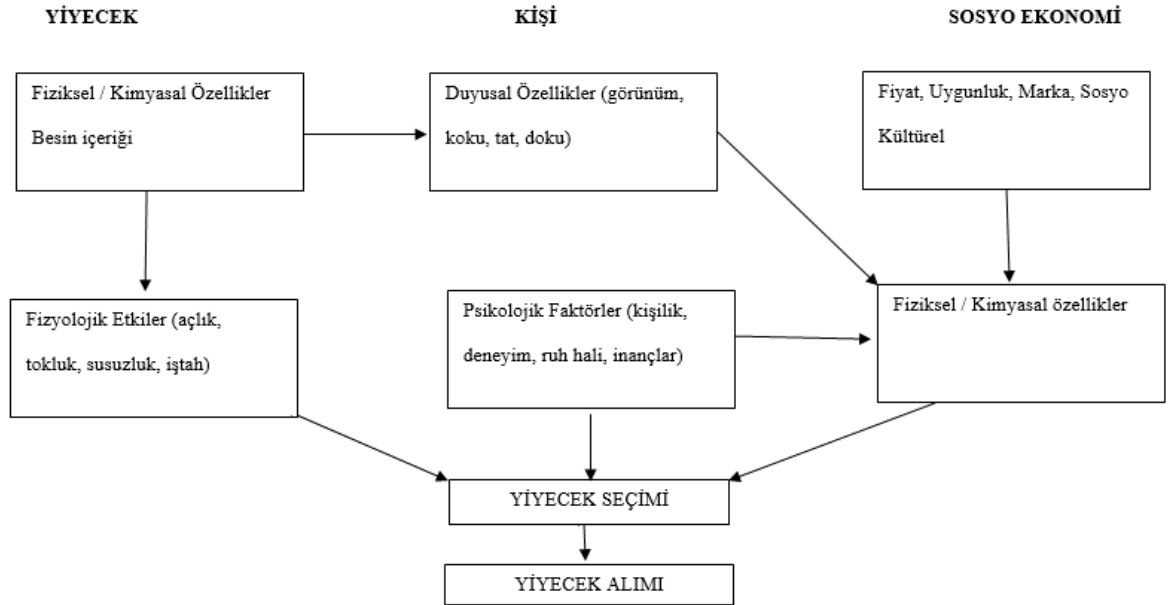 YİYECEK
KİŞİ
SOSYO EKONOMİ
Fiziksel / Kimyasal Özellikler
Besin içeriği
Duyusal Özellikler (görünüm,
koku, tat, doku)
Fiyat, Uygunluk, Marka, Sosyo
Kültürel
Fizyolojik Etkiler (açlık,
tokluk, susuzluk, iştah)
Psikolojik Faktörler (kişilik,
deneyim, ruh hali, inançlar)
Fiziksel / Kimyasal özellikler
YİYECEK SEÇİMİ
YİYECEK ALIMI